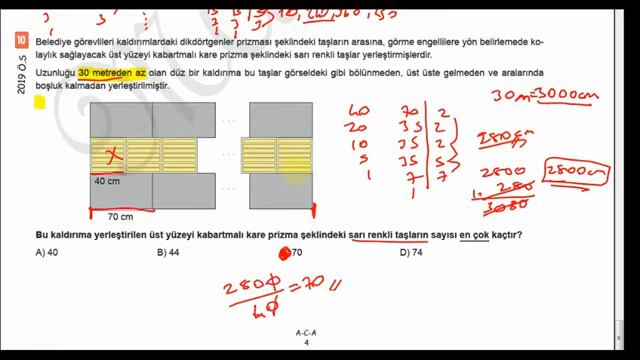 10
2019 Ö.S
Belediye görevlileri kaldırımlardaki dikdörtgenler prizması şeklindeki taşların arasına, görme engellilere yön belirlemede ko-
laylık sağlayacak üst yüzeyi kabartmalı kare prizma şeklindeki sarı renkli taşları yerleştirmişlerdir.
Uzunluğu 30 metreden az olan düz bir kaldırıma bu taşlar görseldeki gibi bölünmeden, üst üste gelmeden ve aralarında
boşluk kalmadan yerleştirilmiştir.
30m=3000cm
40 70 2
20 35 2
10 35 2
5 35 5
1 7 7
1
280cm
2800
280
3080
2800cm
X
40 cm
70 cm
Bu kaldırıma yerleştirilen üst yüzeyi kabartmalı kare prizma şeklindeki sarı renkli taşların sayısı en çok kaçtır?
A) 40 B) 44 70 D) 74
2800
40
=70
A-C-A
4